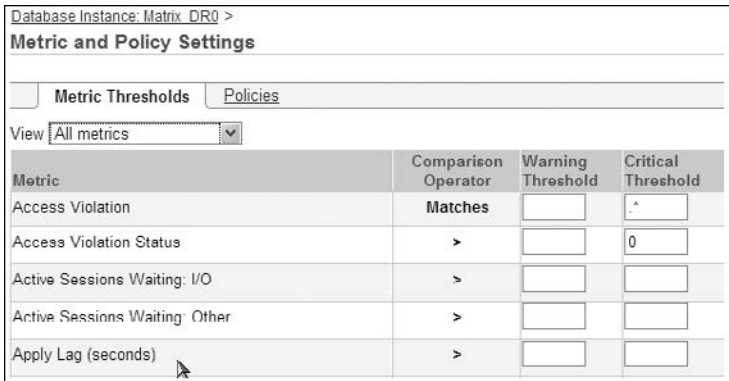 Database Instance: Matrix_DR0 >
Metric and Policy Settings
Metric Thresholds Policies
View All metrics
Metric Comparison Operator Warning Threshold Critical Threshold
Access Violation Matches .*
Access Violation Status > 0
Active Sessions Waiting: I/O >
Active Sessions Waiting: Other >
Apply Lag (seconds) >